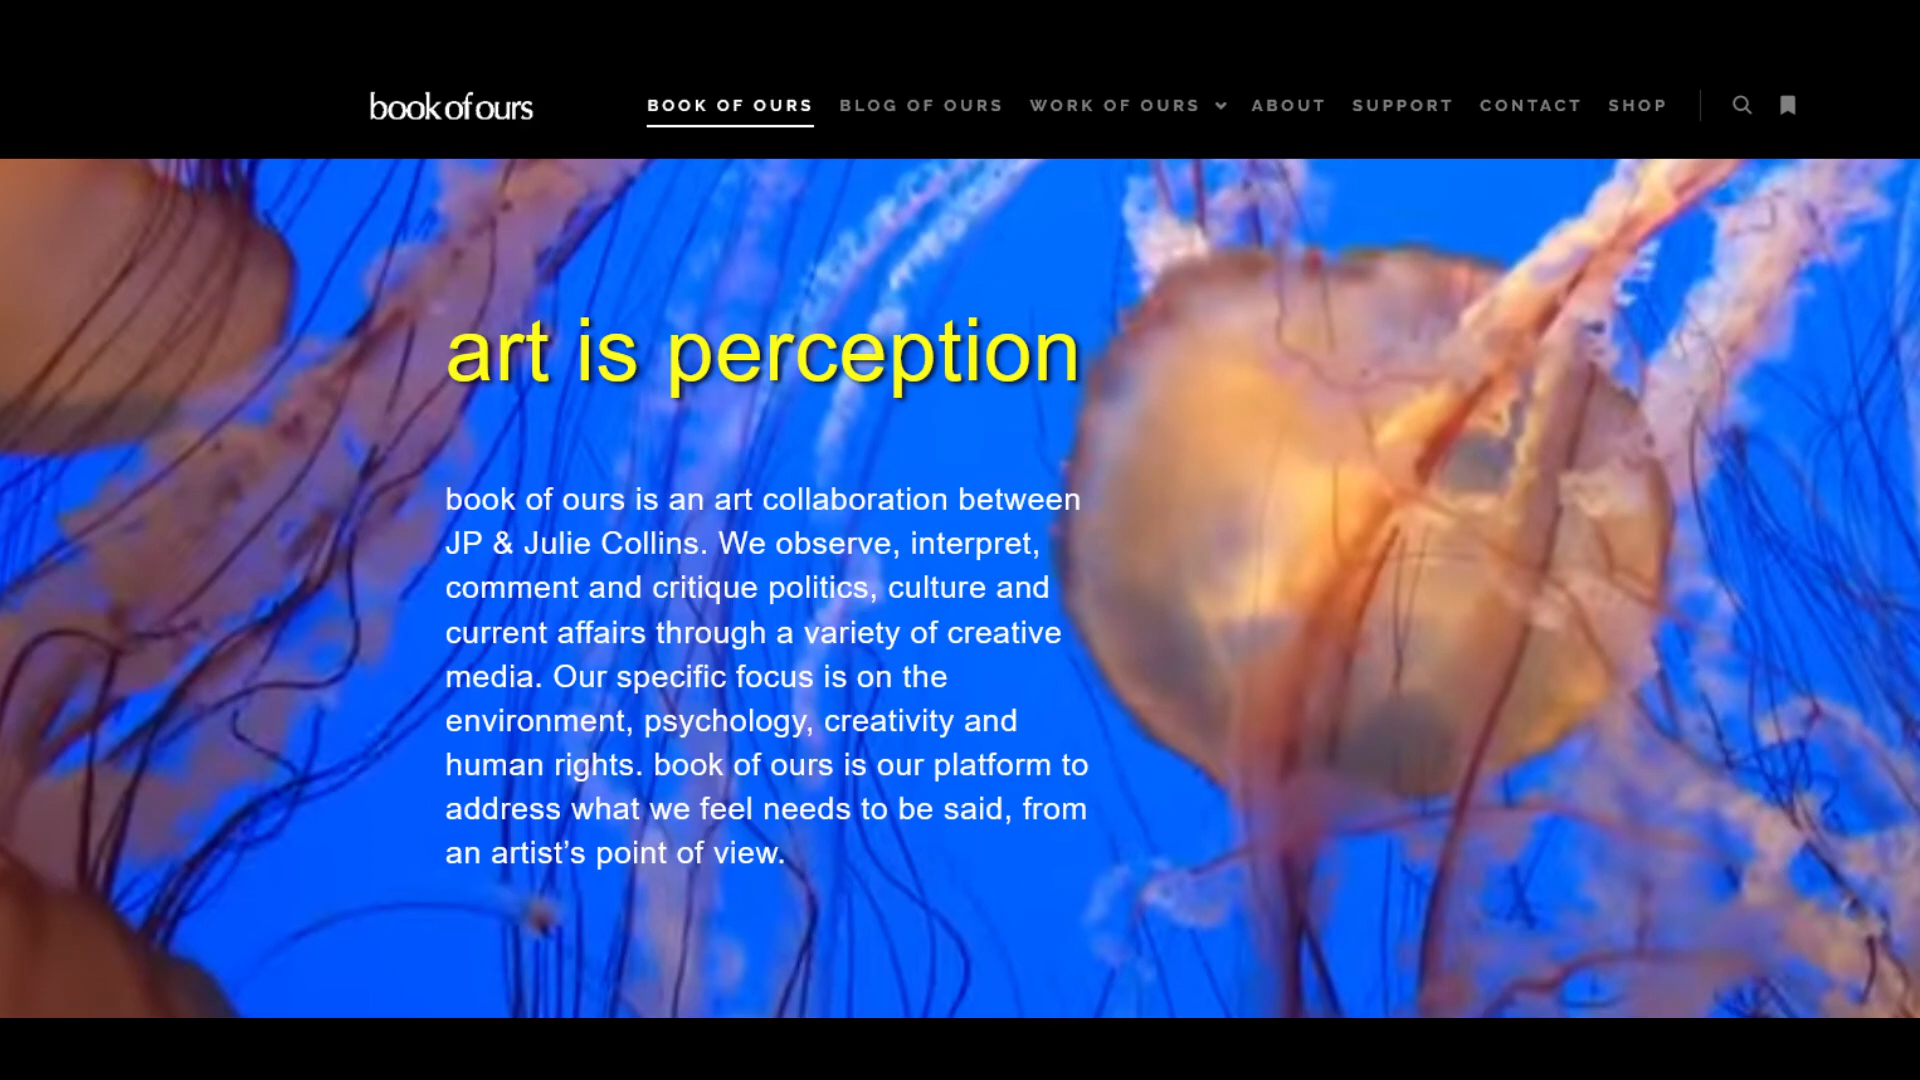 book of ours
BOOK OF OURS BLOG OF OURS WORK OF OURS ABOUT SUPPORT CONTACT SHOP
art is perception
book of ours is an art collaboration between
JP & Julie Collins. We observe, interpret,
comment and critique politics, culture and
current affairs through a variety of creative
media. Our specific focus is on the
environment, psychology, creativity and
human rights. book of ours is our platform to
address what we feel needs to be said, from
an artist’s point of view.